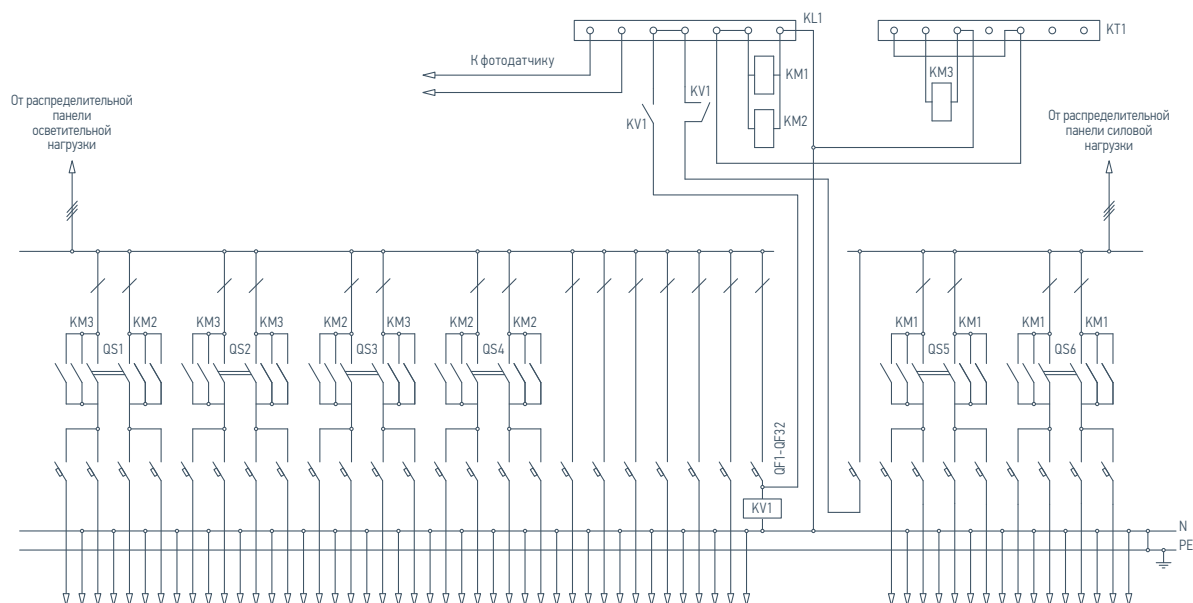 KL1
KT1
К фотодатчику
KM1
KM3
KV1
KV1
KM2
От распределительной
панели
осветительной
нагрузки
От распределительной
панели силовой
нагрузки
KM3
KM2
KM3
KM3
KM2
KM3
KM2
KM2
KM1
KM1
KM1
KM1
QS1
QS2
QS3
QS4
QS5
QS6
QF1-QF32
KV1
N
PE